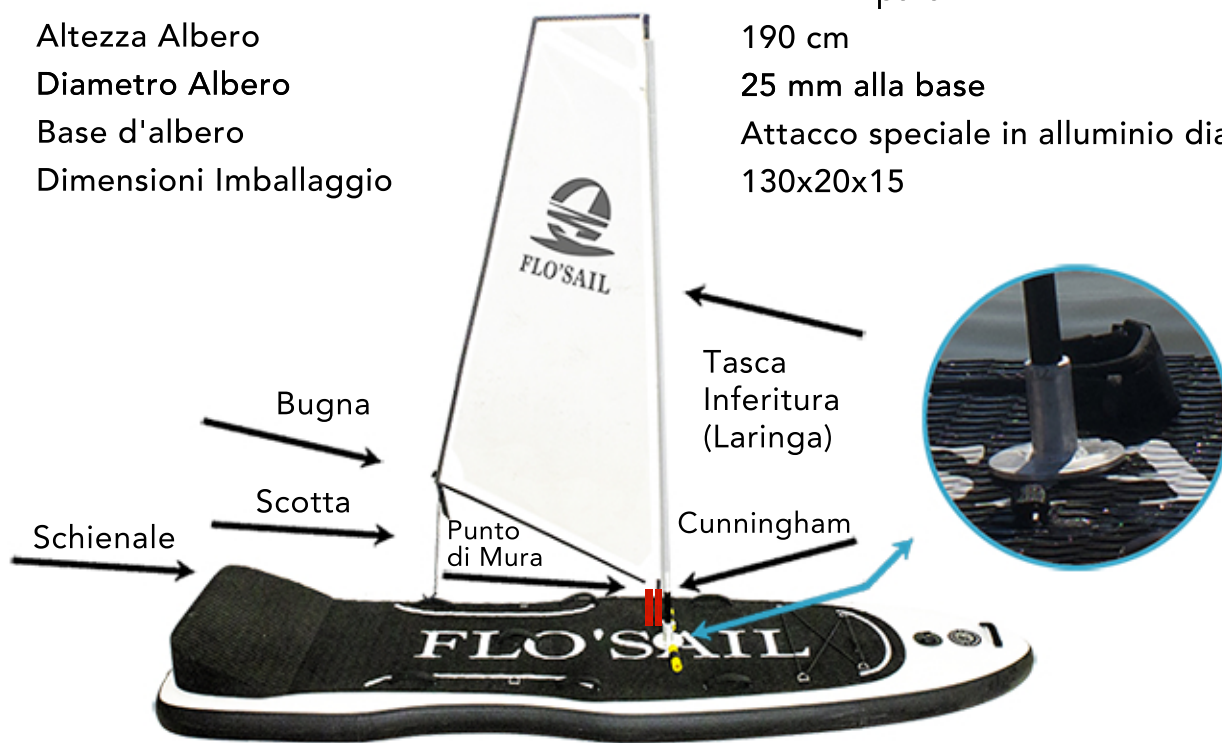 Altezza Albero
190 cm
Diametro Albero
25 mm alla base
Base d'albero
Attacco speciale in alluminio
Dimensioni Imballaggio
130x20x15
FLO'SAIL
Tasca
Inferitura
(Laringa)
Bugna
Scotta
Punto
di Mura
Cunningham
Schienale
FLO'SAIL